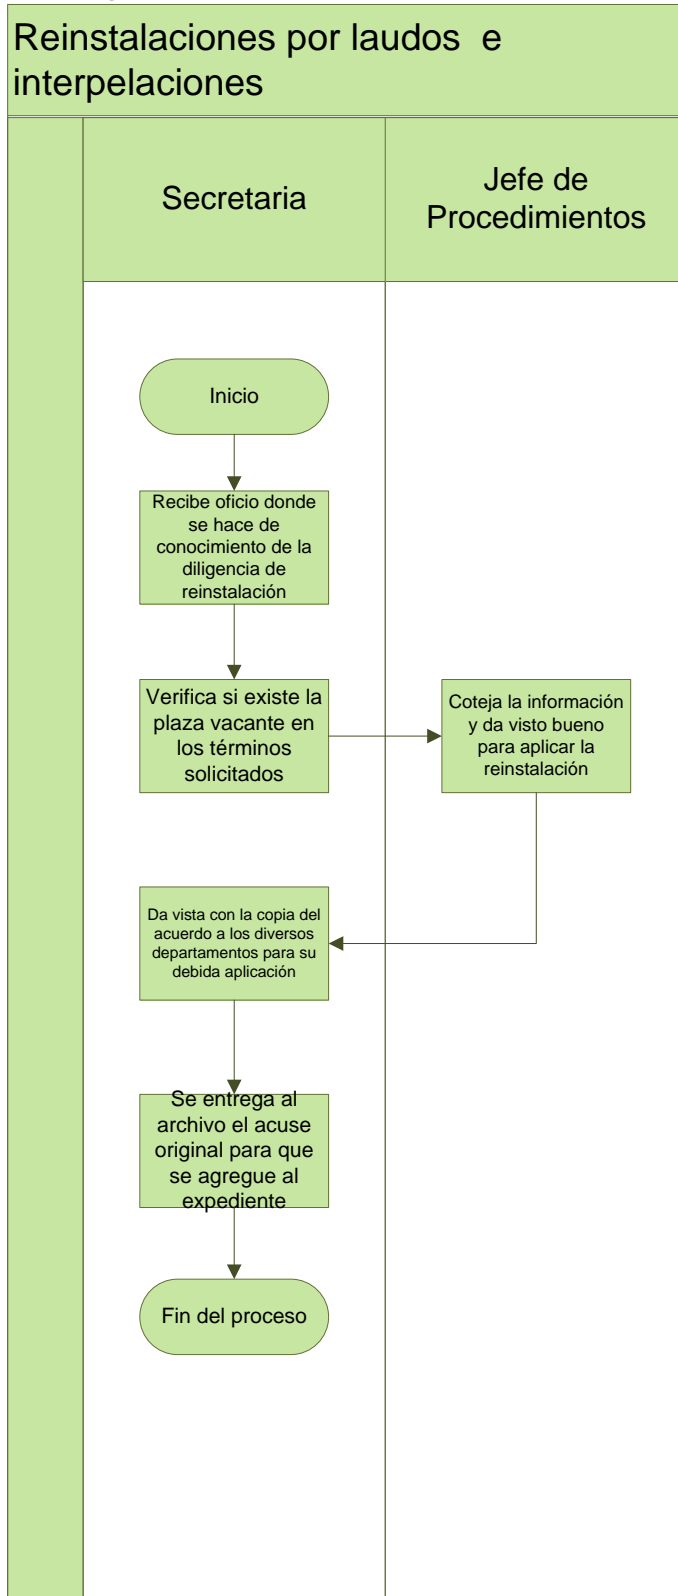 Reinstalaciones por laudos e
interpelaciones
Secretaria
Jefe de
Procedimientos
Inicio
Recibe oficio donde
se hace de
conocimiento de la
diligencia de
reinstalación
Verifica si existe la
plaza vacante en
los términos
solicitados
Coteja la información
y da visto bueno
para aplicar la
reinstalación
Da vista con la copia del
acuerdo a los diversos
departamentos para su
debida aplicación
Se entrega al
archivo el acuse
original para que
se agregue al
expediente
Fin del proceso